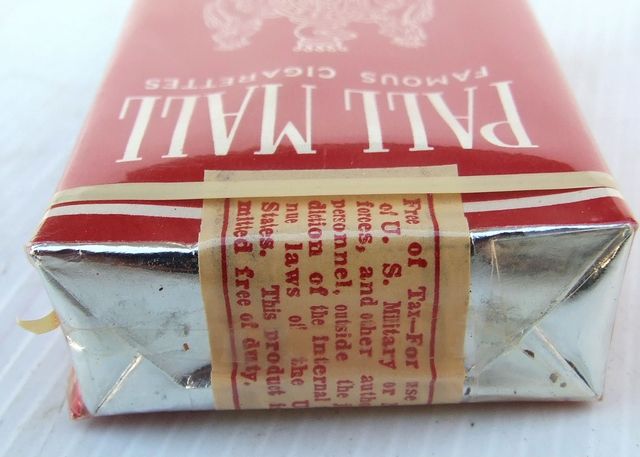 PALL MALL
FAMOUS CIGARETTES
Free of Tax—For use
of U. S. Military or
forces, and other
personnel, outside the
diction of the internal
nue laws of the
States. This product
mitted free of duty.